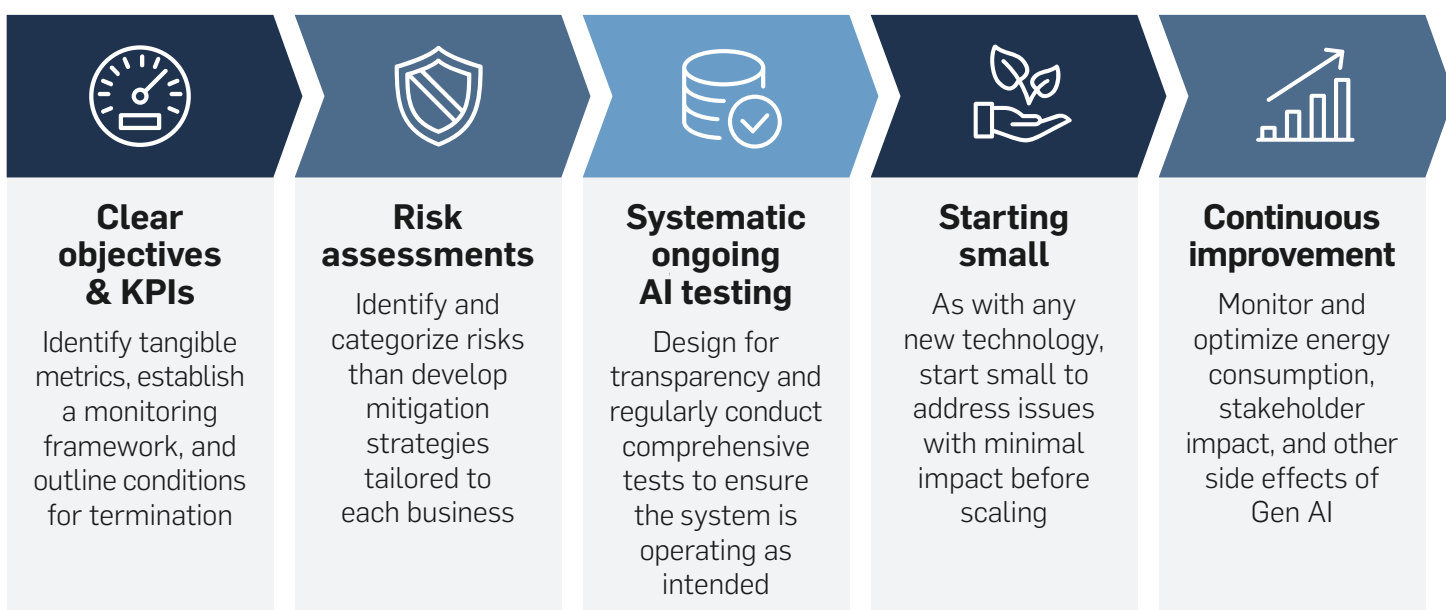 Clear
objectives
& KPIs
Identify tangible
metrics, establish
a monitoring
framework, and
outline conditions
for termination
Risk
assessments
Identify and
categorize risks
than develop
mitigation
strategies
tailored to
each business
Systematic
ongoing
AI testing
Design for
transparency and
regularly conduct
comprehensive
tests to ensure
the system is
operating as
intended
Starting
small
As with any
new technology,
start small to
address issues
with minimal
impact before
scaling
Continuous
improvement
Monitor and
optimize energy
consumption,
stakeholder
impact, and other
side effects of
Gen AI